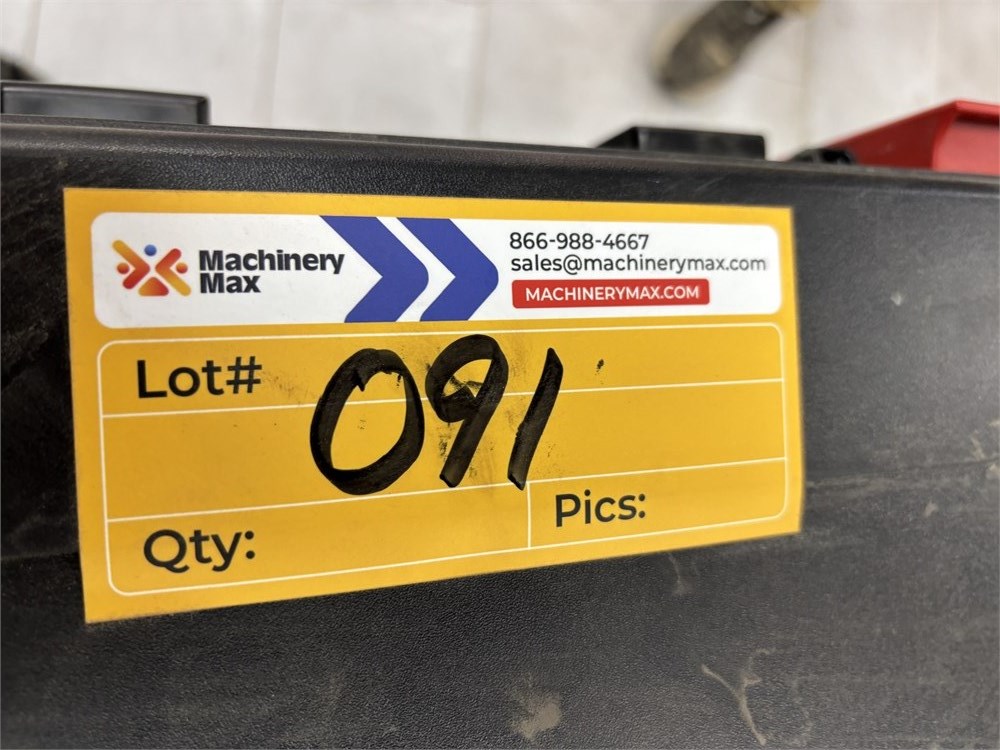 Machinery
Max
866-988-4667
sales@machinerymax.com
MACHINERYMAX.COM
Lot# 091
Qty:
Pics: